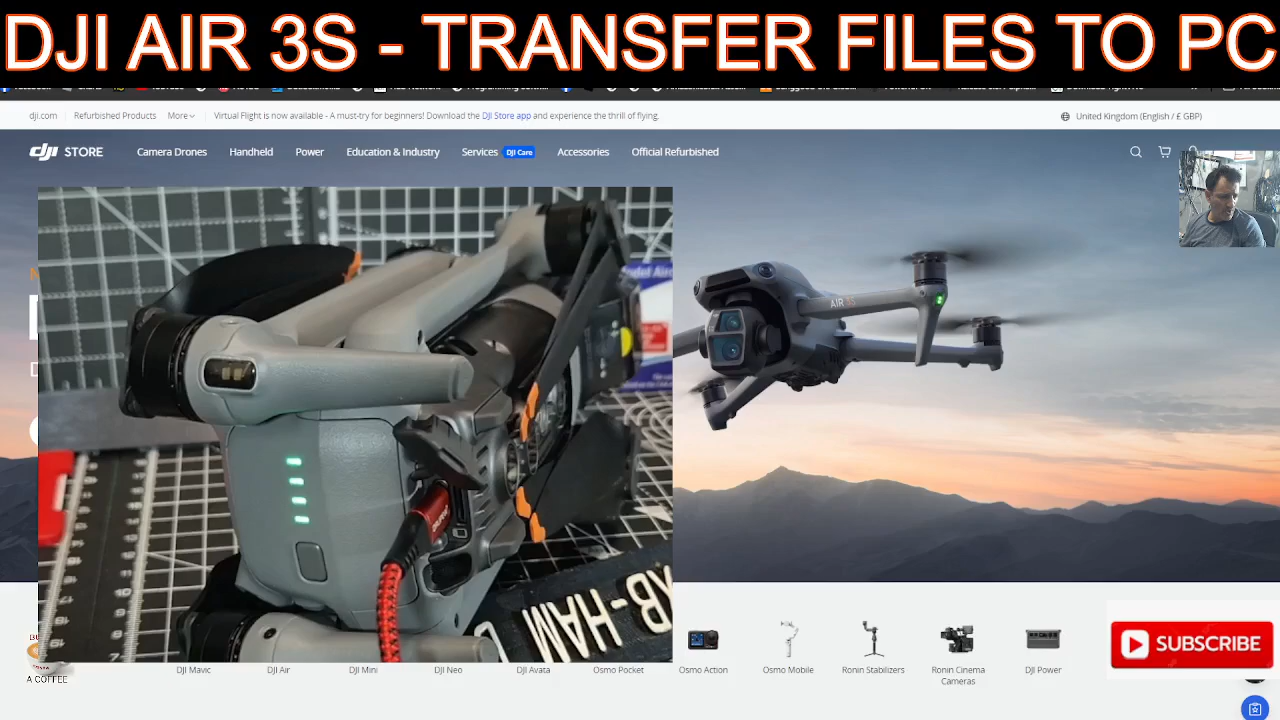 DJI AIR 3S - TRANSFER FILES TO PC
dji.com Refurbished Products More Virtual Flight is now available - A must-try for beginners! Download the DJI Store app and experience the thrill of flying. United Kingdom (English / £ GBP)
dji STORE Camera Drones Handheld Power Education & Industry Services DJI Care Accessories Official Refurbished
AIR 3S
XB-HAM
SUBSCRIBE
DJI Mavic DJI Air DJI Mini DJI Neo DJI Avata Osmo Pocket Osmo Action Osmo Mobile Ronin Stabilizers Ronin Cinema DJI Power
Cameras
A COFFEE